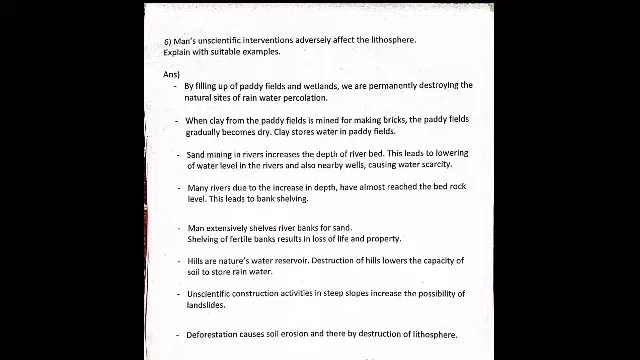 6) Man's unscientific interventions adversely affect the lithosphere.
Explain with suitable examples.
Ans)
- By filling up of paddy fields and wetlands, we are permanently destroying the
natural sites of rain water percolation.
- When clay from the paddy fields is mined for making bricks, the paddy fields
gradually becomes dry. Clay stores water in paddy fields.
- Sand mining in rivers increases the depth of river bed. This leads to lowering
of water level in the rivers and also nearby wells, causing water scarcity.
- Many rivers due to the increase in depth, have almost reached the bed rock
level. This leads to bank shelving.
- Man extensively shelves river banks for sand.
Shelving of fertile banks results in loss of life and property.
- Hills are nature's water reservoir. Destruction of hills lowers the capacity of
soil to store rain water.
- Unscientific construction activities in steep slopes increase the possibility of
landslides.
- Deforestation causes soil erosion and there by destruction of lithosphere.